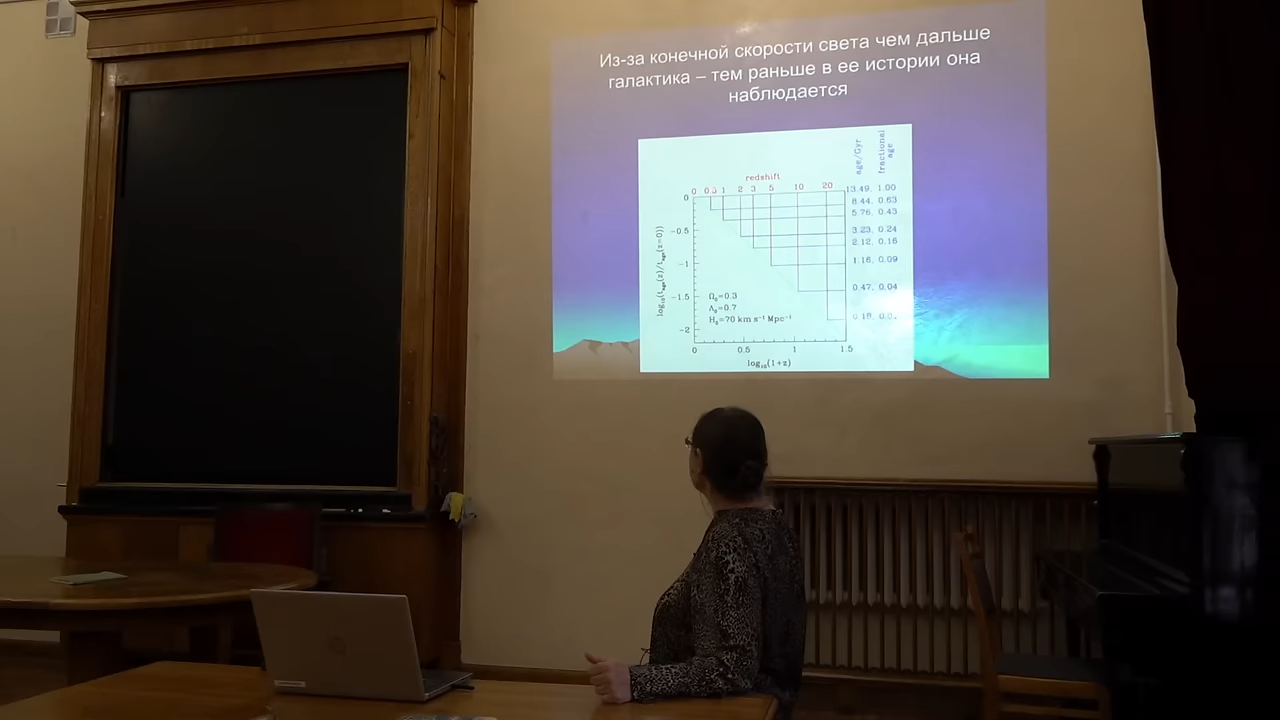 Из-за конечной скорости света чем дальше
галактика – тем раньше в ее истории она
наблюдается
age/Gyr
fractional
age
redshift
0 0.5 1 2 3 5 10 20
13.49, 1.00
8.44, 0.63
5.76, 0.43
3.23, 0.24
2.12, 0.16
1.16, 0.09
0.47, 0.04
0.18,
0
−0.5
−1
−1.5
−2
log₁₀(t_age(z)/t_age(z=0))
Ω₀=0.3
Λ₀=0.7
H₀=70 km s⁻¹ Mpc⁻¹
0 0.5 1 1.5
log₁₀(1+z)